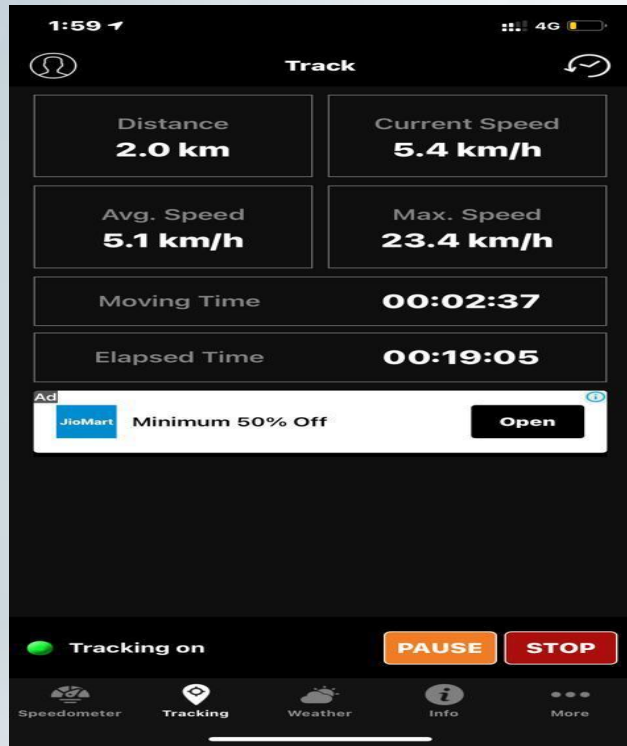 1:59 4G
Track
Distance Current Speed
2.0 km 5.4 km/h
Avg. Speed Max. Speed
5.1 km/h 23.4 km/h
Moving Time 00:02:37
Elapsed Time 00:19:05
Ad
JioMart Minimum 50% Off Open
Tracking on PAUSE STOP
Speedometer Tracking Weather Info More